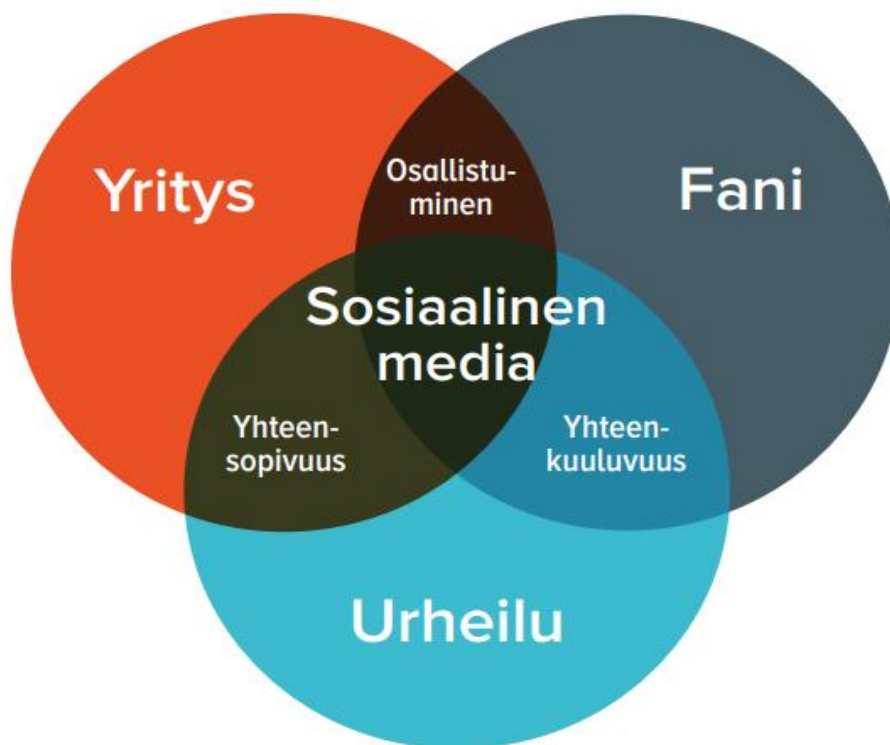 Yritys
Osallistu-
minen
Fani
Sosiaalinen
media
Yhteen-
sopivuus
Yhteen-
kuuluvuus
Urheilu